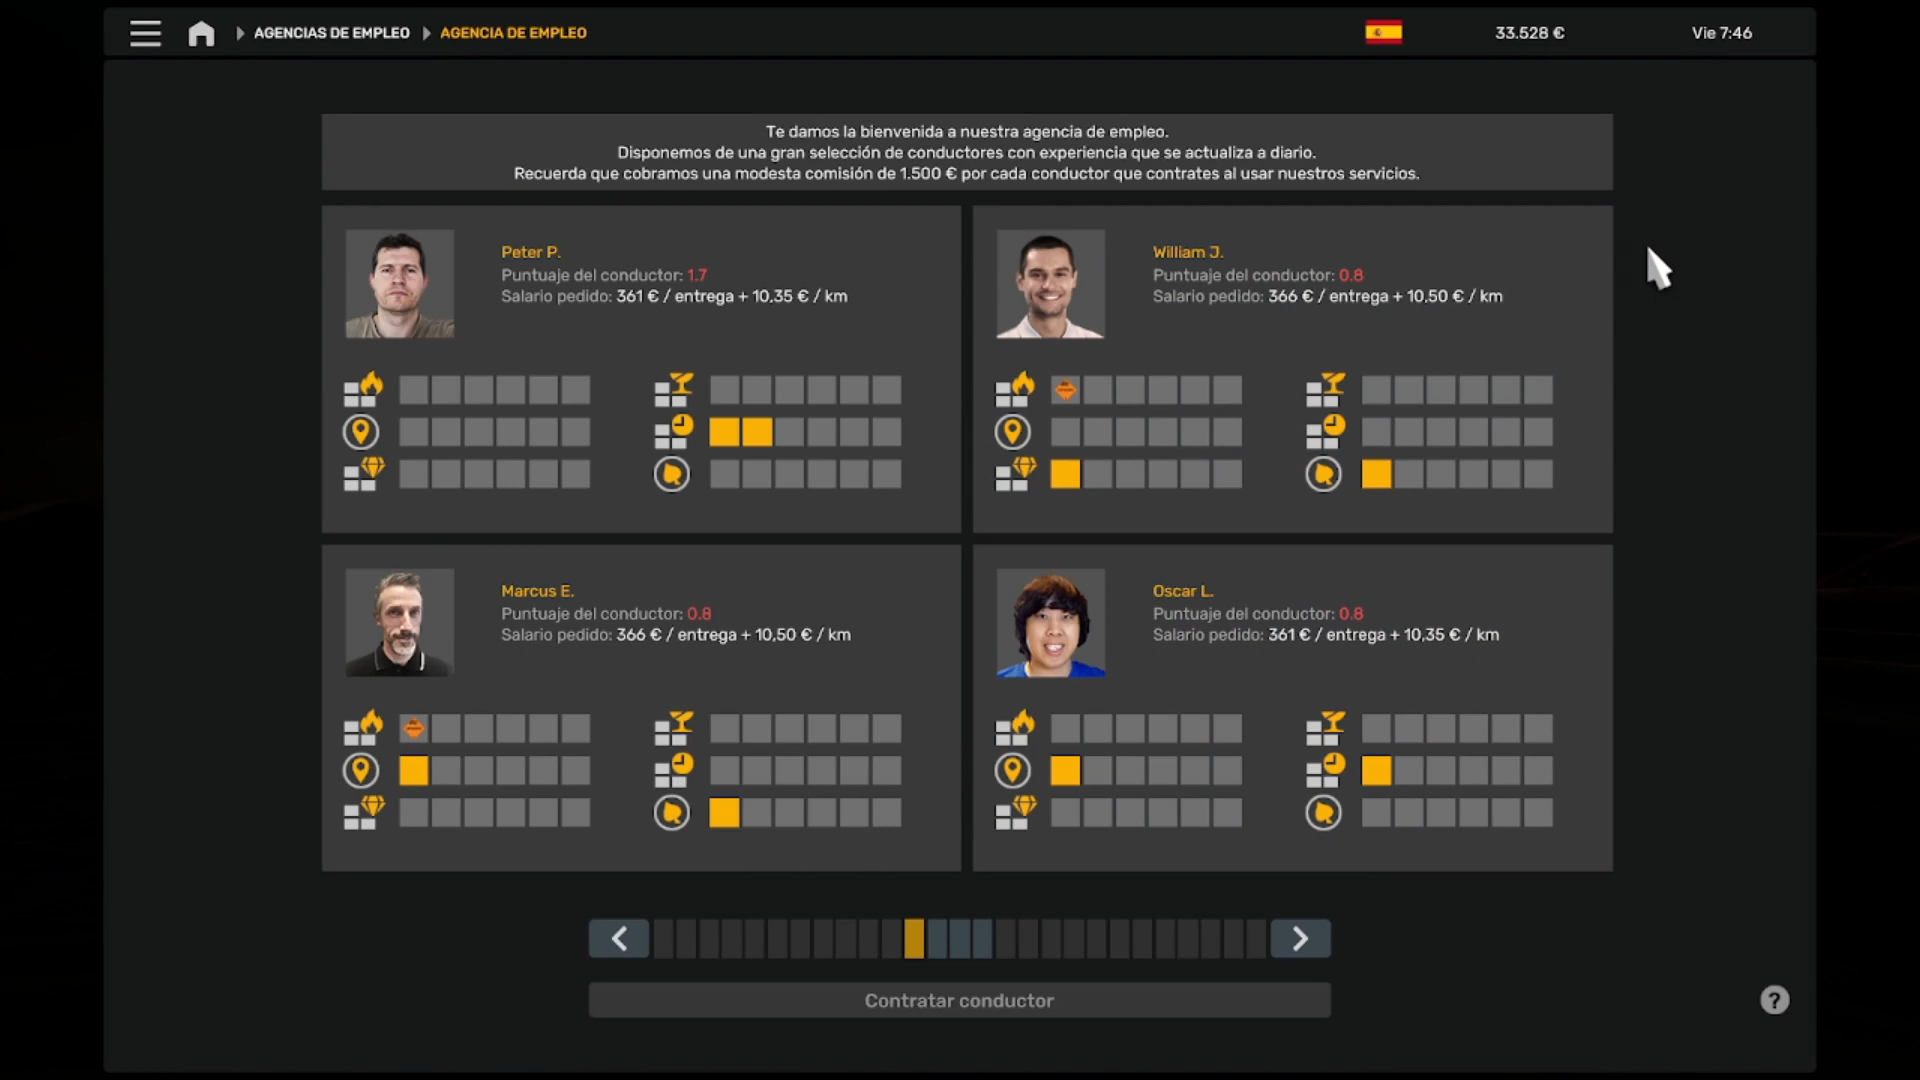 AGENCIAS DE EMPLEO
AGENCIA DE EMPLEO
33.528 €
Vie 7:46
Te damos la bienvenida a nuestra agencia de empleo.
Disponemos de una gran selección de conductores con experiencia que se actualiza a diario.
Recuerda que cobramos una modesta comisión de 1.500 € por cada conductor que contrates al usar nuestros servicios.
Peter P.
Puntuaje del conductor: 1.7
Salario pedido: 361 € / entrega + 10,35 € / km
William J.
Puntuaje del conductor: 0.8
Salario pedido: 366 € / entrega + 10,50 € / km
Marcus E.
Puntuaje del conductor: 0.8
Salario pedido: 366 € / entrega + 10,50 € / km
Oscar L.
Puntuaje del conductor: 0.8
Salario pedido: 361 € / entrega + 10,35 € / km
Contratar conductor
?